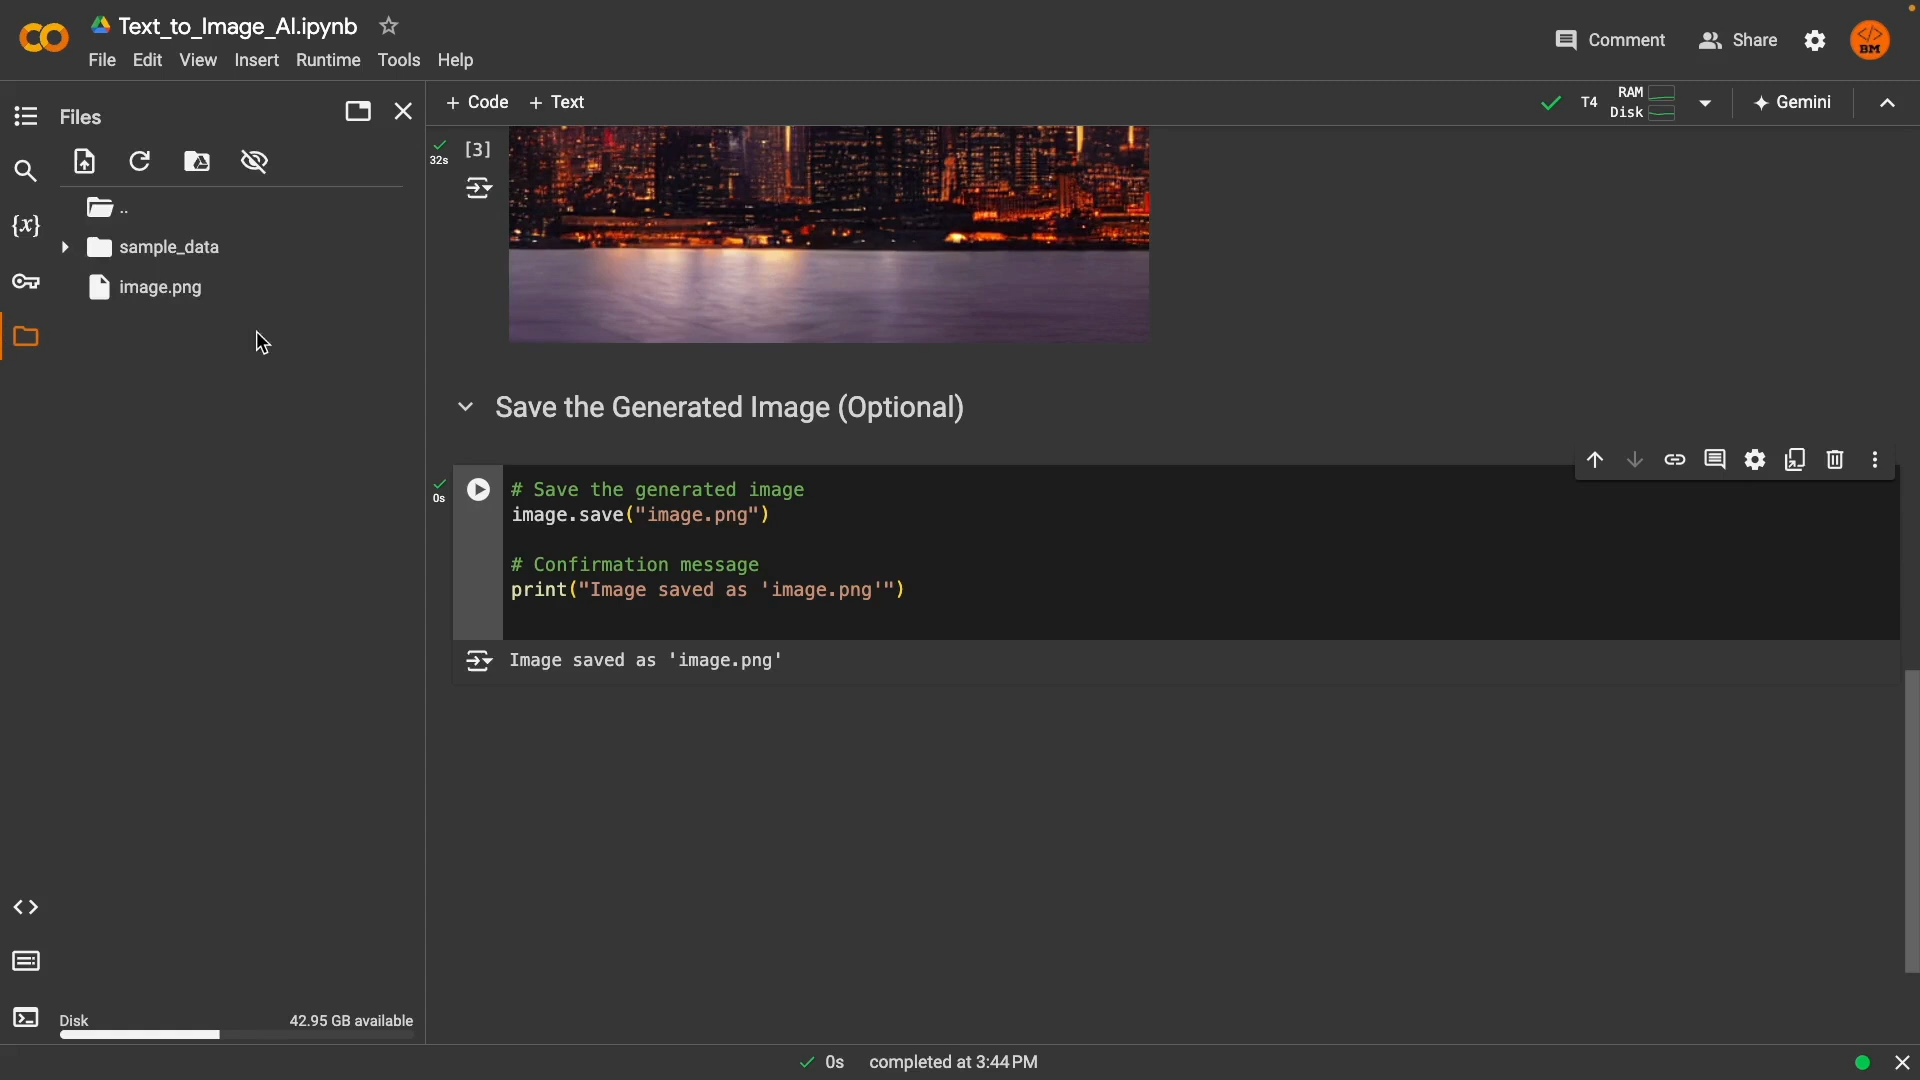 Text_to_Image_AI.ipynb
File Edit View Insert Runtime Tools Help
Comment
Share
</>
BM
Files
+ Code + Text
T4
RAM
Disk
Gemini
{x}
..
sample_data
image.png
32s
[3]
Save the Generated Image (Optional)
0s
# Save the generated image
image.save("image.png")
# Confirmation message
print("Image saved as 'image.png'")
Image saved as 'image.png'
Disk
42.95 GB available
0s completed at 3:44 PM